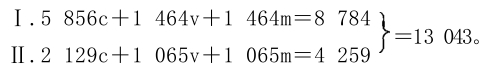 Ⅰ.5 856c+1 464v+1 464m=8 784
Ⅱ.2 129c+1 065v+1 065m=4 259
}=13 043。